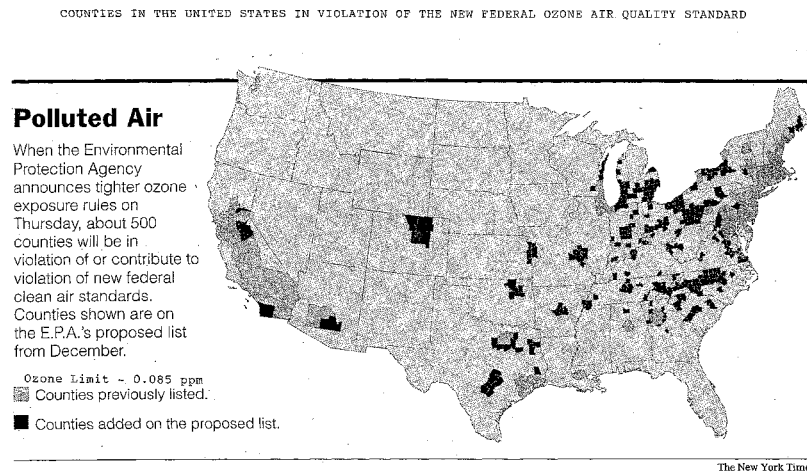 COUNTIES IN THE UNITED STATES IN VIOLATION OF THE NEW FEDERAL OZONE AIR QUALITY STANDARD
Polluted Air
When the Environmental
Protection Agency
announces tighter ozone
exposure rules on
Thursday, about 500
counties will be in
violation of or contribute to
violation of new federal
clean air standards.
Counties shown are on
the E.P.A.'s proposed list
from December.
Ozone Limit - 0.085 ppm
Counties previously listed.
Counties added on the proposed list.
The New York Time